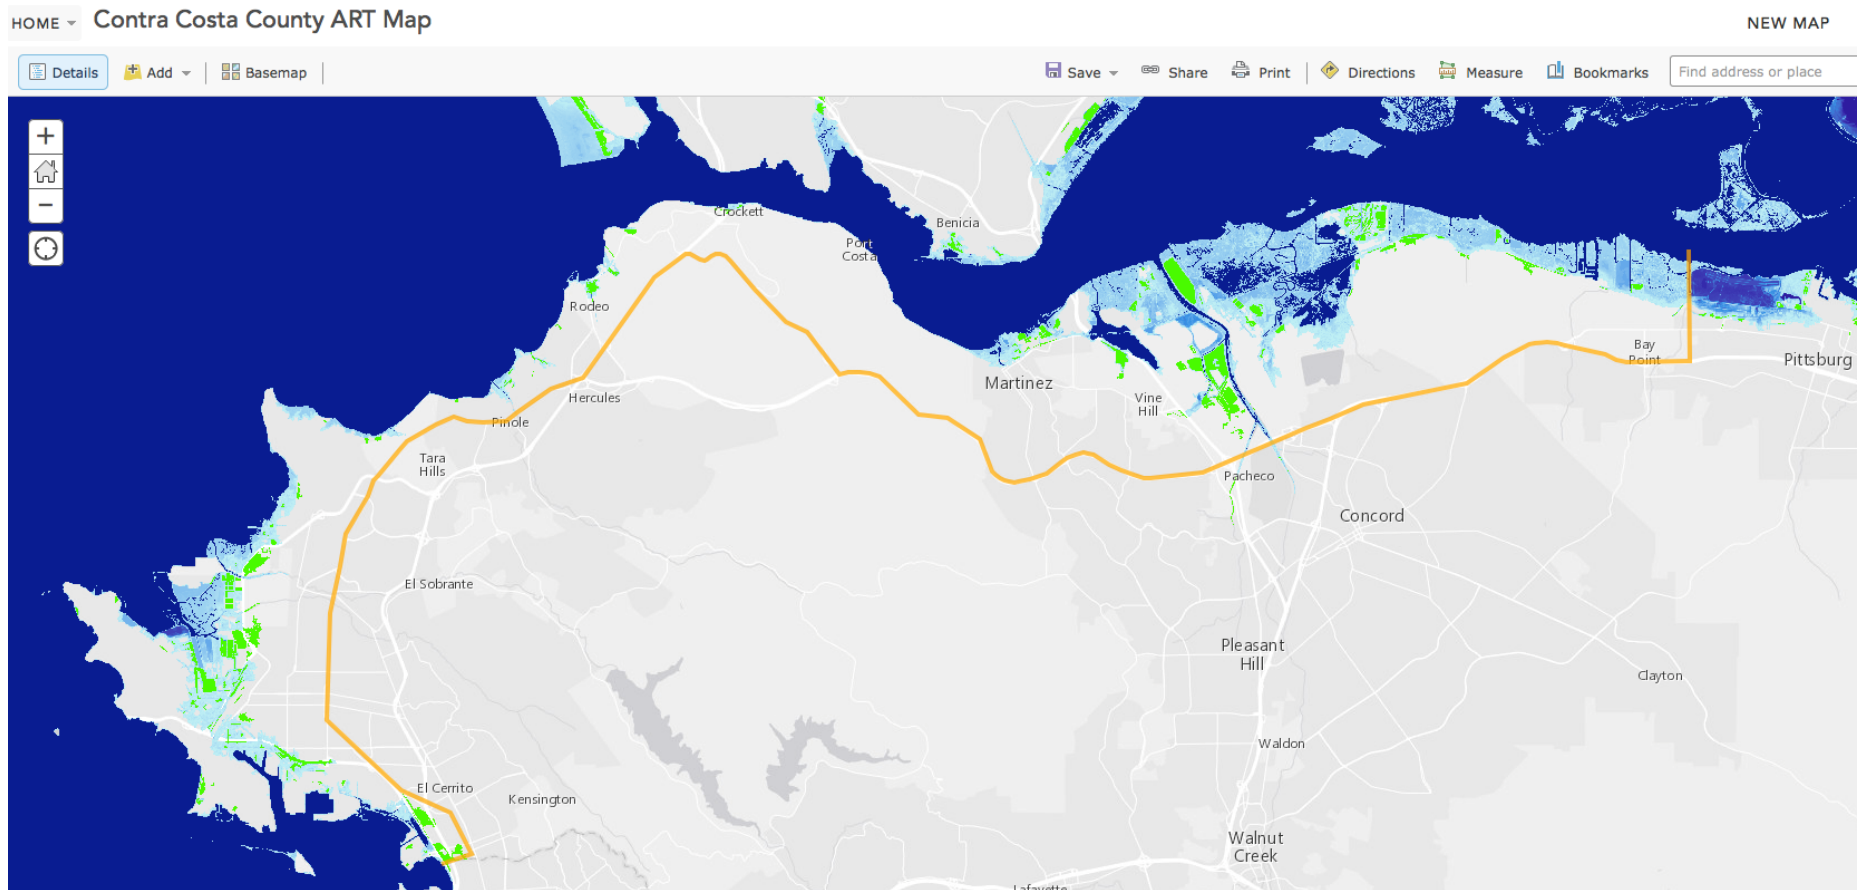 HOME
Contra Costa County ART Map
NEW MAP
Details
Add
Basemap
Save
Share
Print
Directions
Measure
Bookmarks
Find address or place
Crockett
Benicia
Port
Costa
Rodeo
Bay
Point
Pittsburg
Martinez
Hercules
Vine
Hill
Pinole
Tara
Hills
Pacheco
Concord
El Sobrante
Pleasant
Hill
Clayton
Waldon
El Cerrito
Kensington
Walnut
Creek
Lafayette